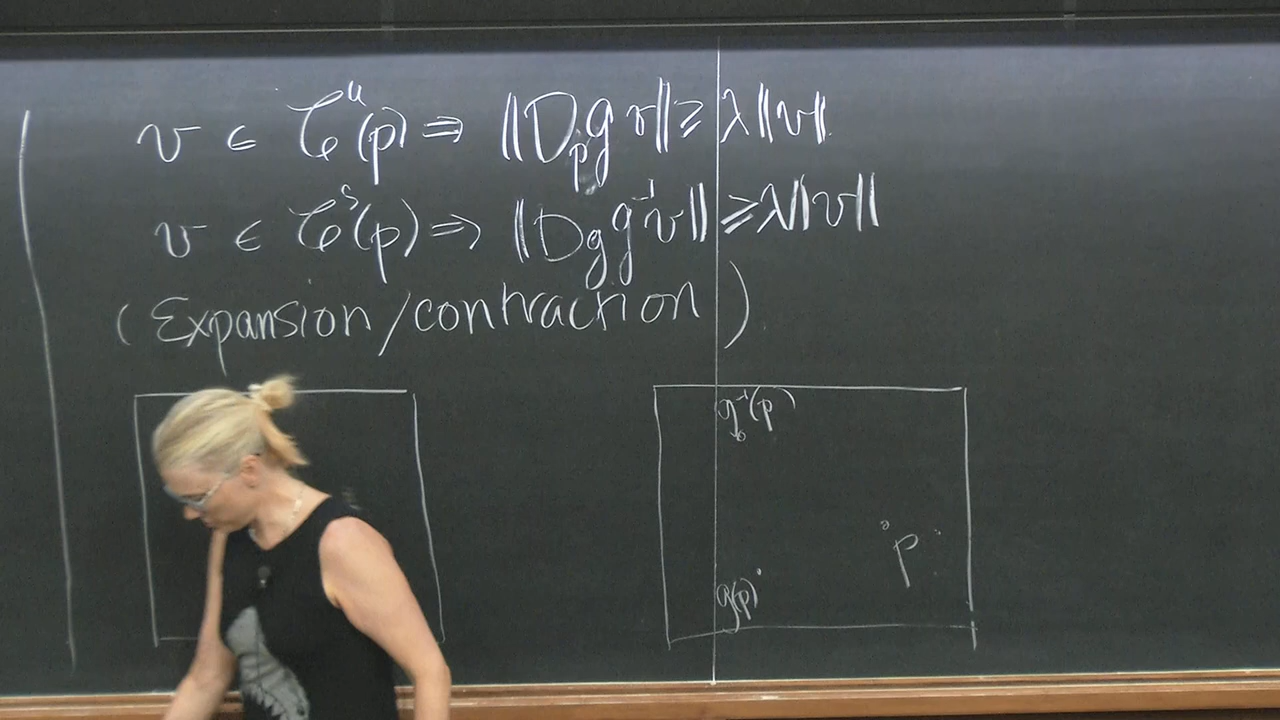 v ∈ 𝒞ᵘ(p) ⇒ ‖D_p g v‖ ≥ λ‖v‖
v ∈ 𝒞ˢ(p) ⇒ ‖D_g g⁻¹v‖ ≥ λ‖v‖
(Expansion/contraction)
g⁻¹(p)
p
g(p)